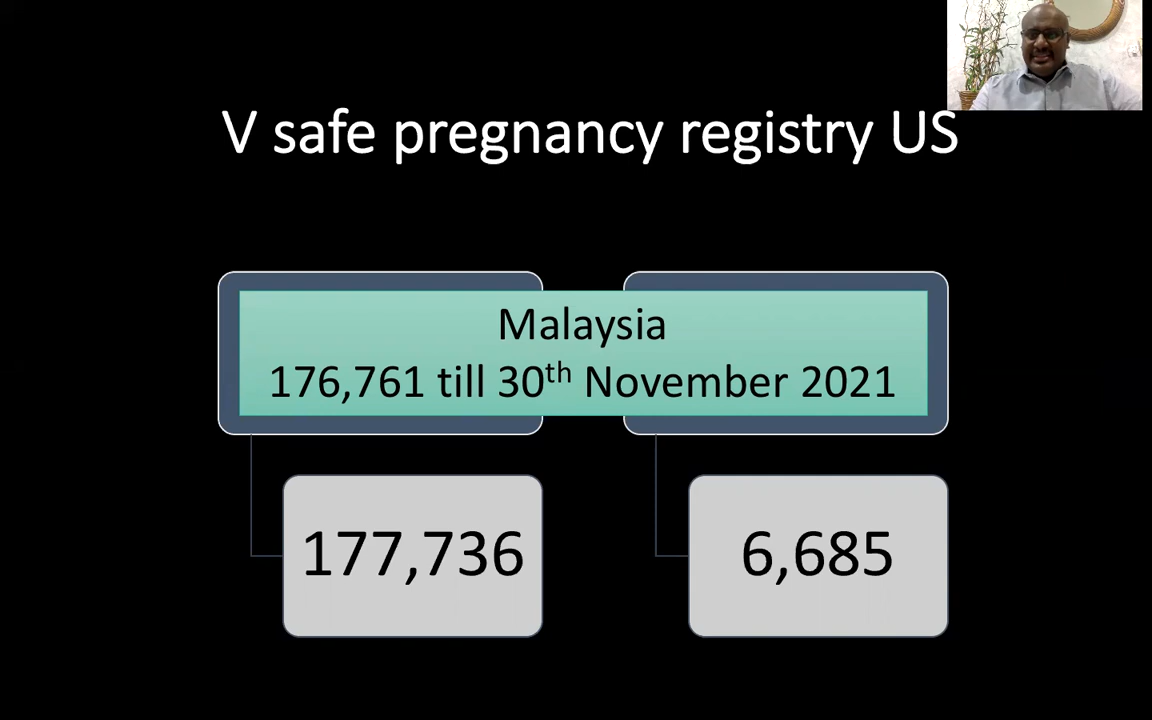 V safe pregnancy registry US
Malaysia
176,761 till 30th November 2021
177,736
6,685